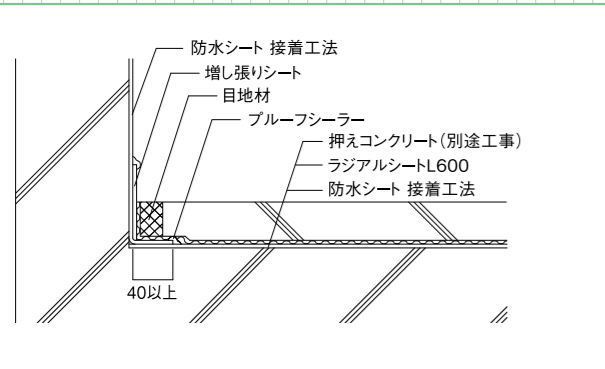 防水シート 接着工法
増し張りシート
目地材
プルーフシーラー
押えコンクリート（別途工事）
ラジアルシートL600
防水シート 接着工法
40以上